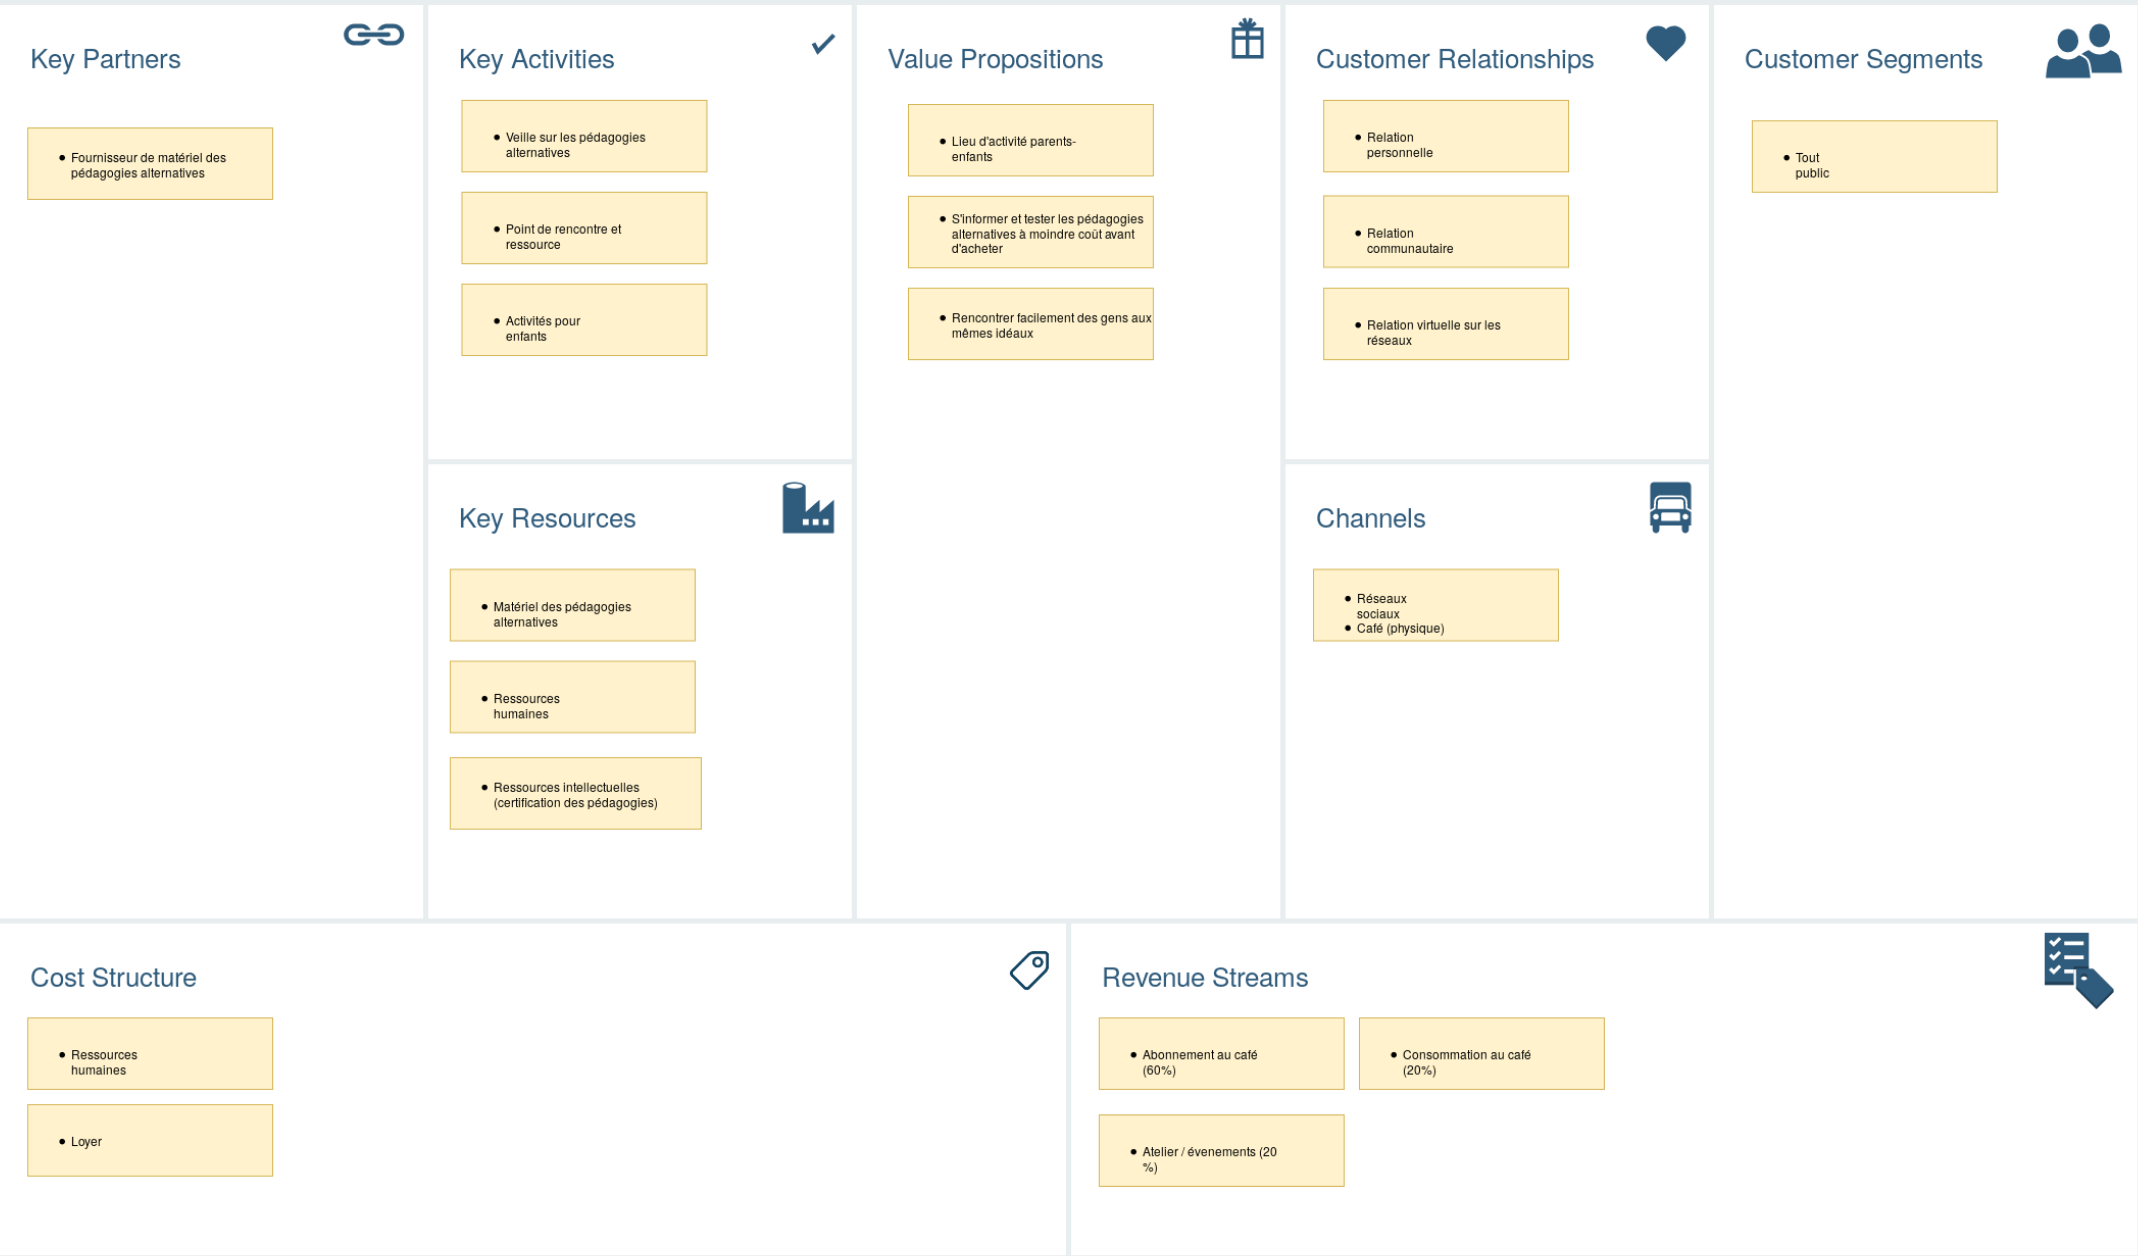 Key Partners
Fournisseur de matériel des
pédagogies alternatives
Key Activities
Veille sur les pédagogies
alternatives
Point de rencontre et
ressource
Activités pour
enfants
Key Resources
Matériel des pédagogies
alternatives
Ressources
humaines
Ressources intellectuelles
(certification des pédagogies)
Value Propositions
Lieu d'activité parents-
enfants
S'informer et tester les pédagogies
alternatives à moindre coût avant
d'acheter
Rencontrer facilement des gens aux
mêmes idéaux
Customer Relationships
Relation
personnelle
Relation
communautaire
Relation virtuelle sur les
réseaux
Channels
Réseaux
sociaux
Café (physique)
Customer Segments
Tout
public
Cost Structure
Ressources
humaines
Loyer
Revenue Streams
Abonnement au café
(60%)
Consommation au café
(20%)
Atelier / évenements (20
%)